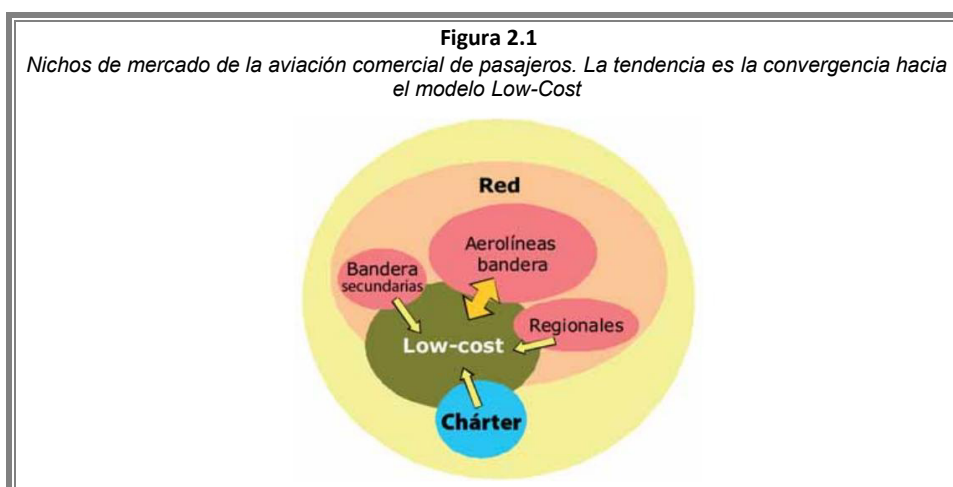 Figura 2.1
Nichos de mercado de la aviación comercial de pasajeros. La tendencia es la convergencia hacia
el modelo Low-Cost
Red
Aerolíneas
bandera
Bandera
secundarias
Regionales
Low-cost
Chárter